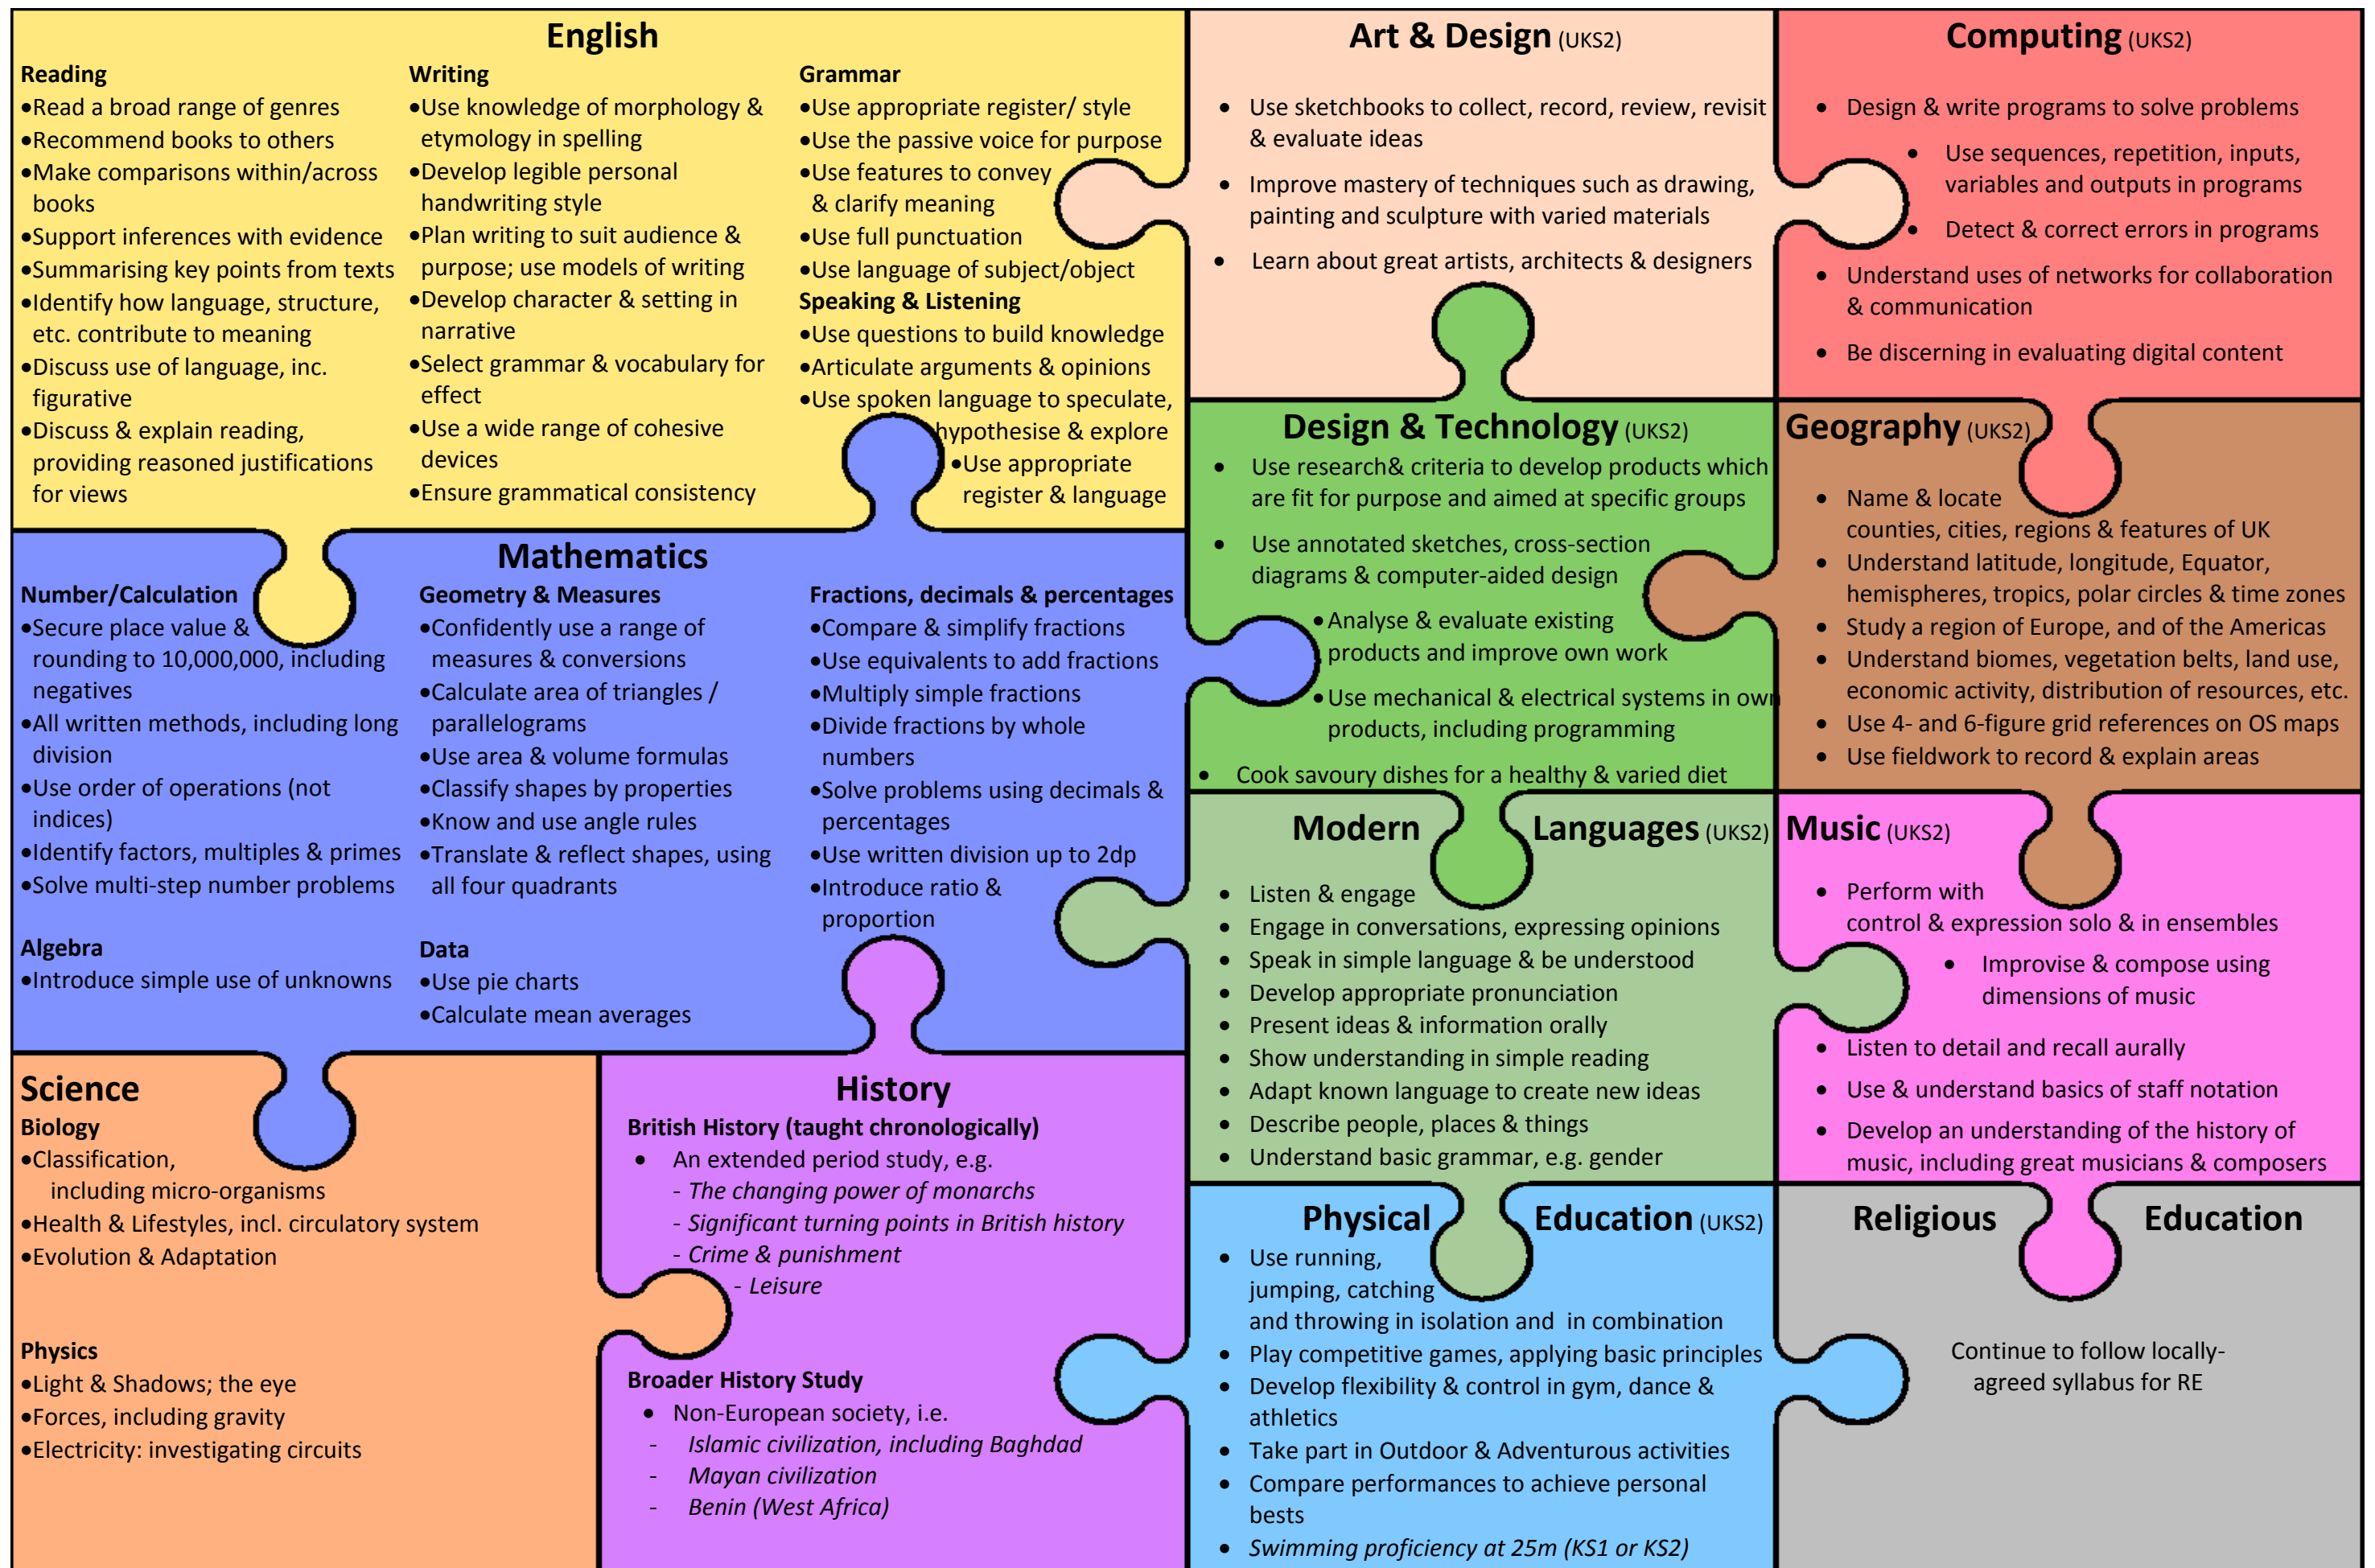 English
Reading
•Read a broad range of genres
•Recommend books to others
•Make comparisons within/across
books
•Support inferences with evidence
•Summarising key points from texts
•Identify how language, structure,
etc. contribute to meaning
•Discuss use of language, inc.
figurative
•Discuss & explain reading,
providing reasoned justifications
for views
Writing
•Use knowledge of morphology &
etymology in spelling
•Develop legible personal
handwriting style
•Plan writing to suit audience &
purpose; use models of writing
•Develop character & setting in
narrative
•Select grammar & vocabulary for
effect
•Use a wide range of cohesive
devices
•Ensure grammatical consistency
Grammar
•Use appropriate register/ style
•Use the passive voice for purpose
•Use features to convey
& clarify meaning
•Use full punctuation
•Use language of subject/object
Speaking & Listening
•Use questions to build knowledge
•Articulate arguments & opinions
•Use spoken language to speculate,
hypothesise & explore
•Use appropriate
register & language
Art & Design (UKS2)
• Use sketchbooks to collect, record, review, revisit
& evaluate ideas
• Improve mastery of techniques such as drawing,
painting and sculpture with varied materials
• Learn about great artists, architects & designers
Computing (UKS2)
• Design & write programs to solve problems
• Use sequences, repetition, inputs,
variables and outputs in programs
• Detect & correct errors in programs
• Understand uses of networks for collaboration
& communication
• Be discerning in evaluating digital content
Mathematics
Number/Calculation
•Secure place value &
rounding to 10,000,000, including
negatives
•All written methods, including long
division
•Use order of operations (not
indices)
•Identify factors, multiples & primes
•Solve multi-step number problems
Algebra
•Introduce simple use of unknowns
Geometry & Measures
•Confidently use a range of
measures & conversions
•Calculate area of triangles /
parallelograms
•Use area & volume formulas
•Classify shapes by properties
•Know and use angle rules
•Translate & reflect shapes, using
all four quadrants
Data
•Use pie charts
•Calculate mean averages
Fractions, decimals & percentages
•Compare & simplify fractions
•Use equivalents to add fractions
•Multiply simple fractions
•Divide fractions by whole
numbers
•Solve problems using decimals &
percentages
•Use written division up to 2dp
•Introduce ratio &
proportion
Design & Technology (UKS2)
• Use research& criteria to develop products which
are fit for purpose and aimed at specific groups
• Use annotated sketches, cross-section
diagrams & computer-aided design
•Analyse & evaluate existing
products and improve own work
•Use mechanical & electrical systems in own
products, including programming
• Cook savoury dishes for a healthy & varied diet
Geography (UKS2)
• Name & locate
counties, cities, regions & features of UK
• Understand latitude, longitude, Equator,
hemispheres, tropics, polar circles & time zones
• Study a region of Europe, and of the Americas
• Understand biomes, vegetation belts, land use,
economic activity, distribution of resources, etc.
• Use 4- and 6-figure grid references on OS maps
• Use fieldwork to record & explain areas
Modern Languages (UKS2)
• Listen & engage
• Engage in conversations, expressing opinions
• Speak in simple language & be understood
• Develop appropriate pronunciation
• Present ideas & information orally
• Show understanding in simple reading
• Adapt known language to create new ideas
• Describe people, places & things
• Understand basic grammar, e.g. gender
Music (UKS2)
• Perform with
control & expression solo & in ensembles
• Improvise & compose using
dimensions of music
• Listen to detail and recall aurally
• Use & understand basics of staff notation
• Develop an understanding of the history of
music, including great musicians & composers
Science
Biology
•Classification,
including micro-organisms
•Health & Lifestyles, incl. circulatory system
•Evolution & Adaptation
Physics
•Light & Shadows; the eye
•Forces, including gravity
•Electricity: investigating circuits
History
British History (taught chronologically)
• An extended period study, e.g.
- The changing power of monarchs
- Significant turning points in British history
- Crime & punishment
- Leisure
Broader History Study
• Non-European society, i.e.
- Islamic civilization, including Baghdad
- Mayan civilization
- Benin (West Africa)
Physical Education (UKS2)
• Use running,
jumping, catching
and throwing in isolation and in combination
• Play competitive games, applying basic principles
• Develop flexibility & control in gym, dance &
athletics
• Take part in Outdoor & Adventurous activities
• Compare performances to achieve personal
bests
• Swimming proficiency at 25m (KS1 or KS2)
Religious Education
Continue to follow locally-
agreed syllabus for RE